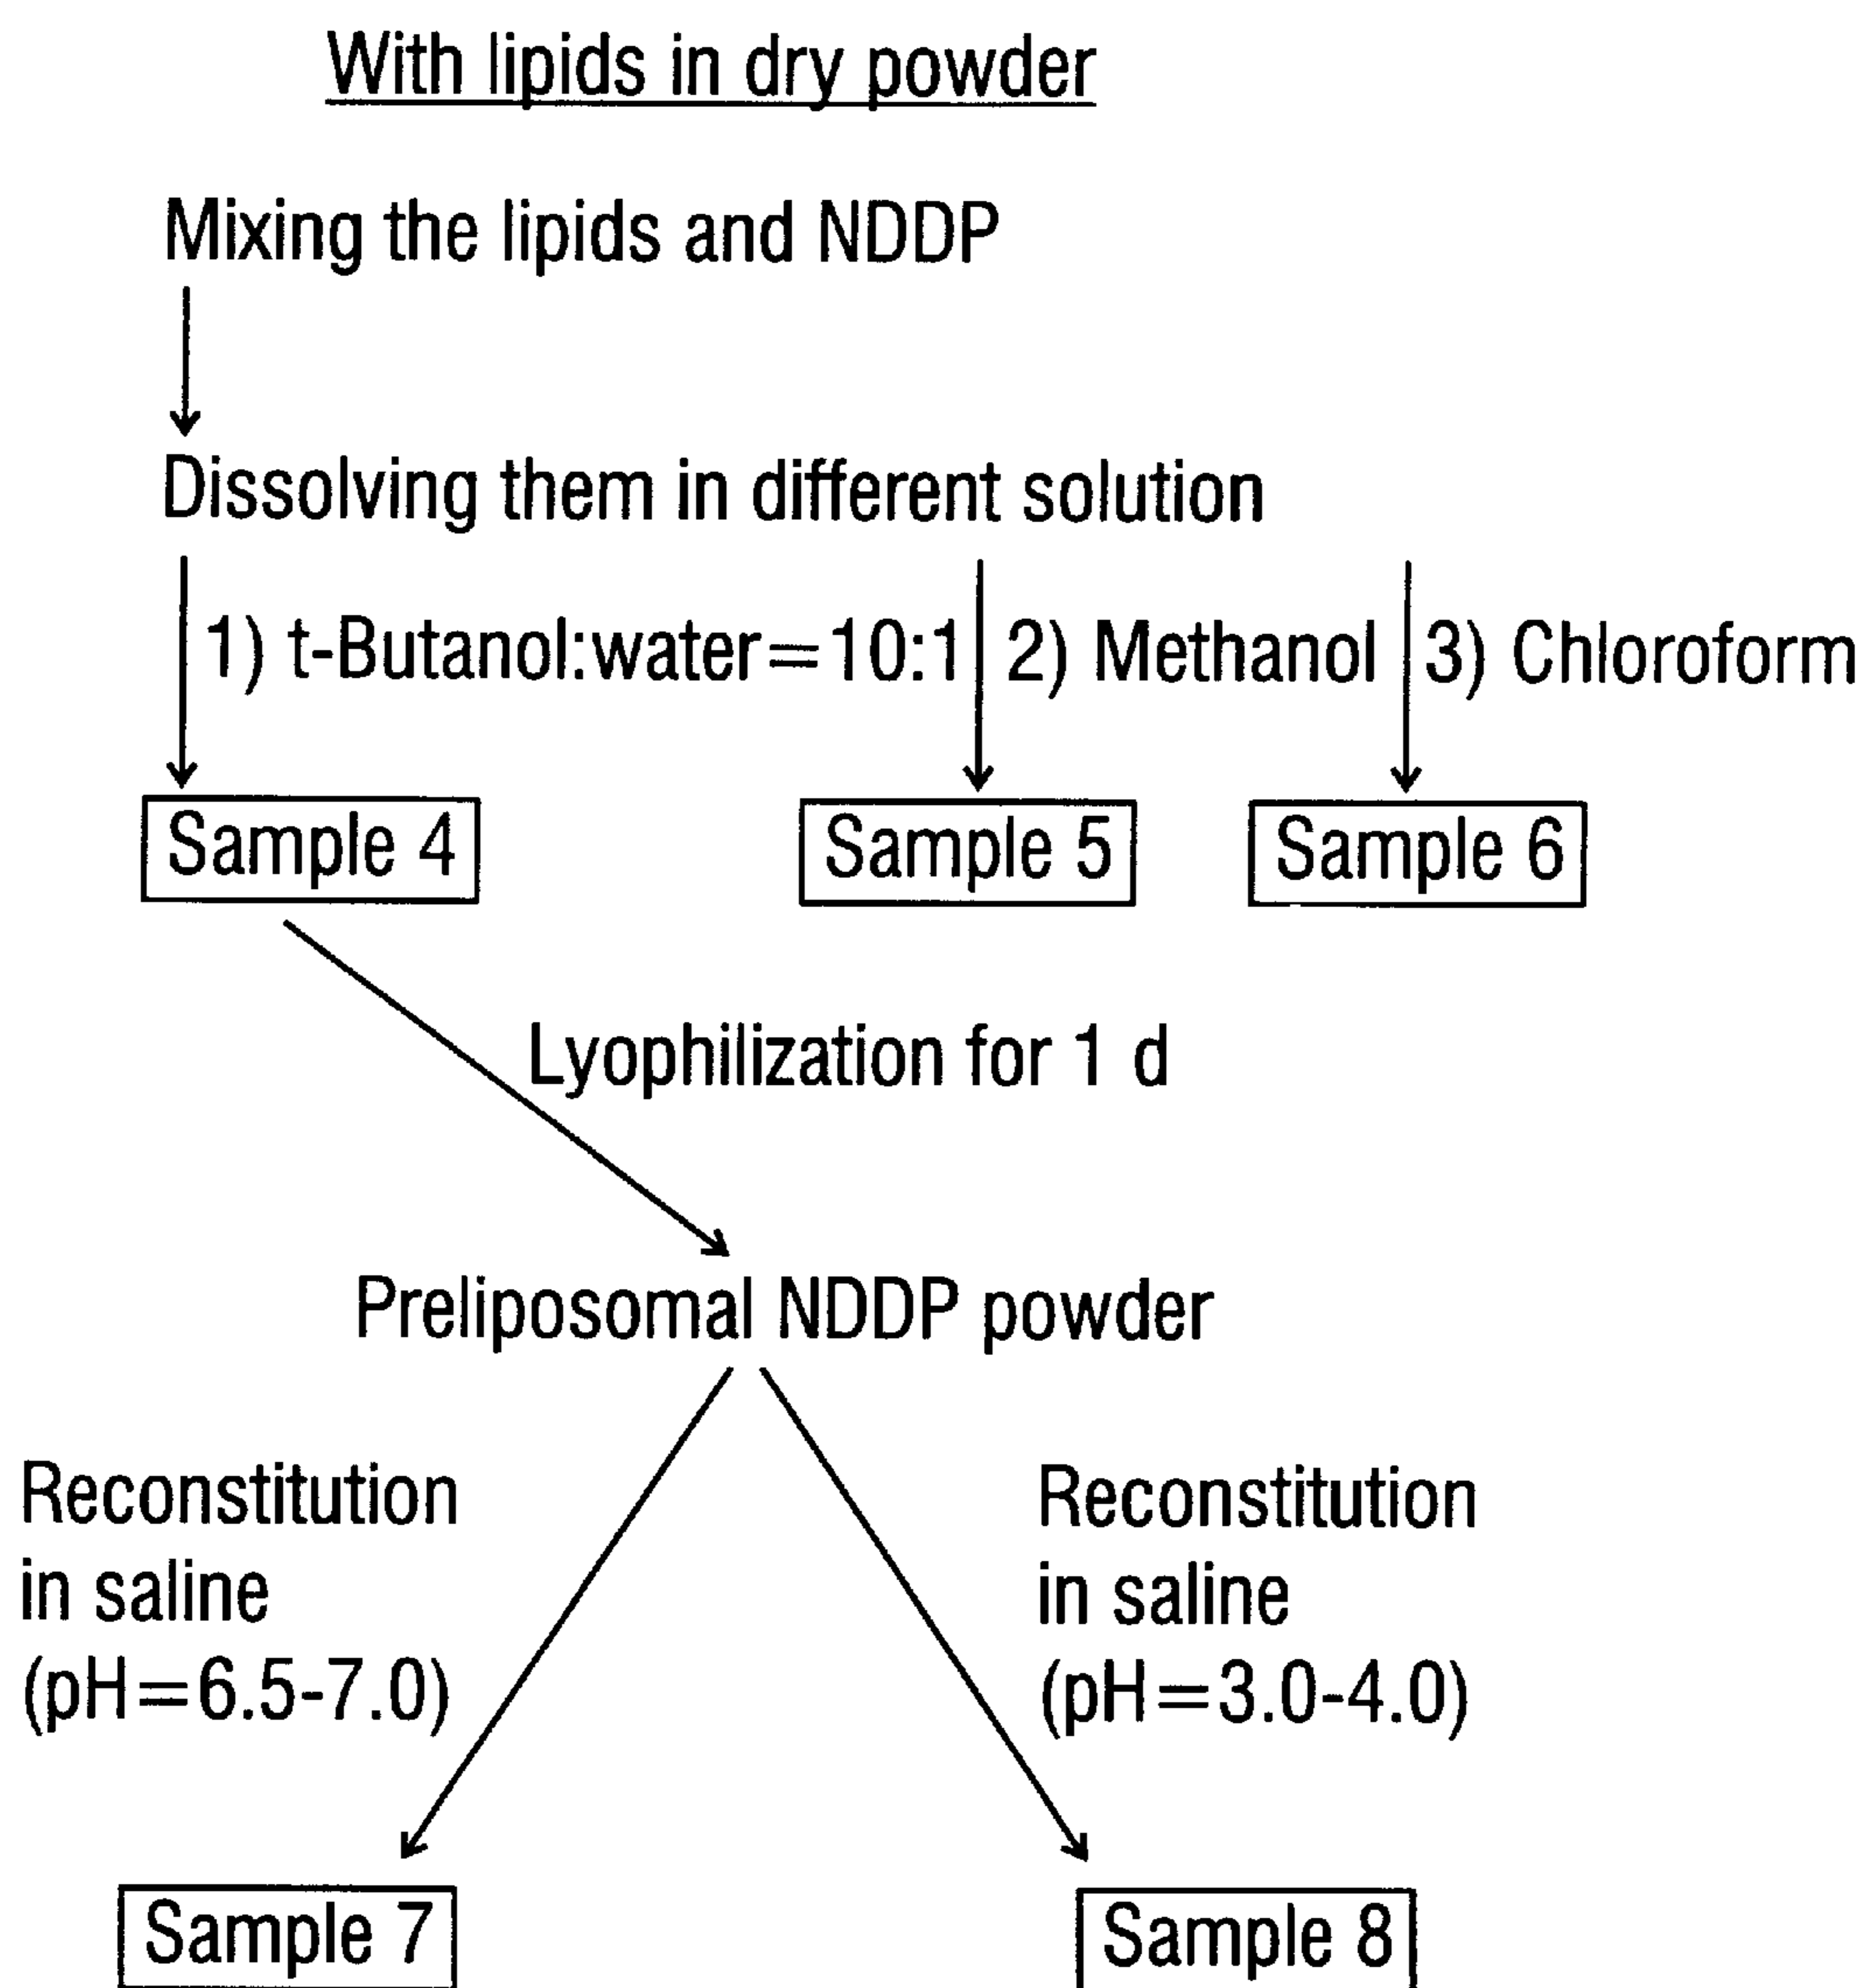 With lipids in dry powder
Mixing the lipids and NDDP
Dissolving them in different solution
1) t-Butanol:water=10:1
2) Methanol
3) Chloroform
Sample 4
Sample 5
Sample 6
Lyophilization for 1 d
Preliposomal NDDP powder
Reconstitution
in saline
(pH=6.5-7.0)
Reconstitution
in saline
(pH=3.0-4.0)
Sample 7
Sample 8